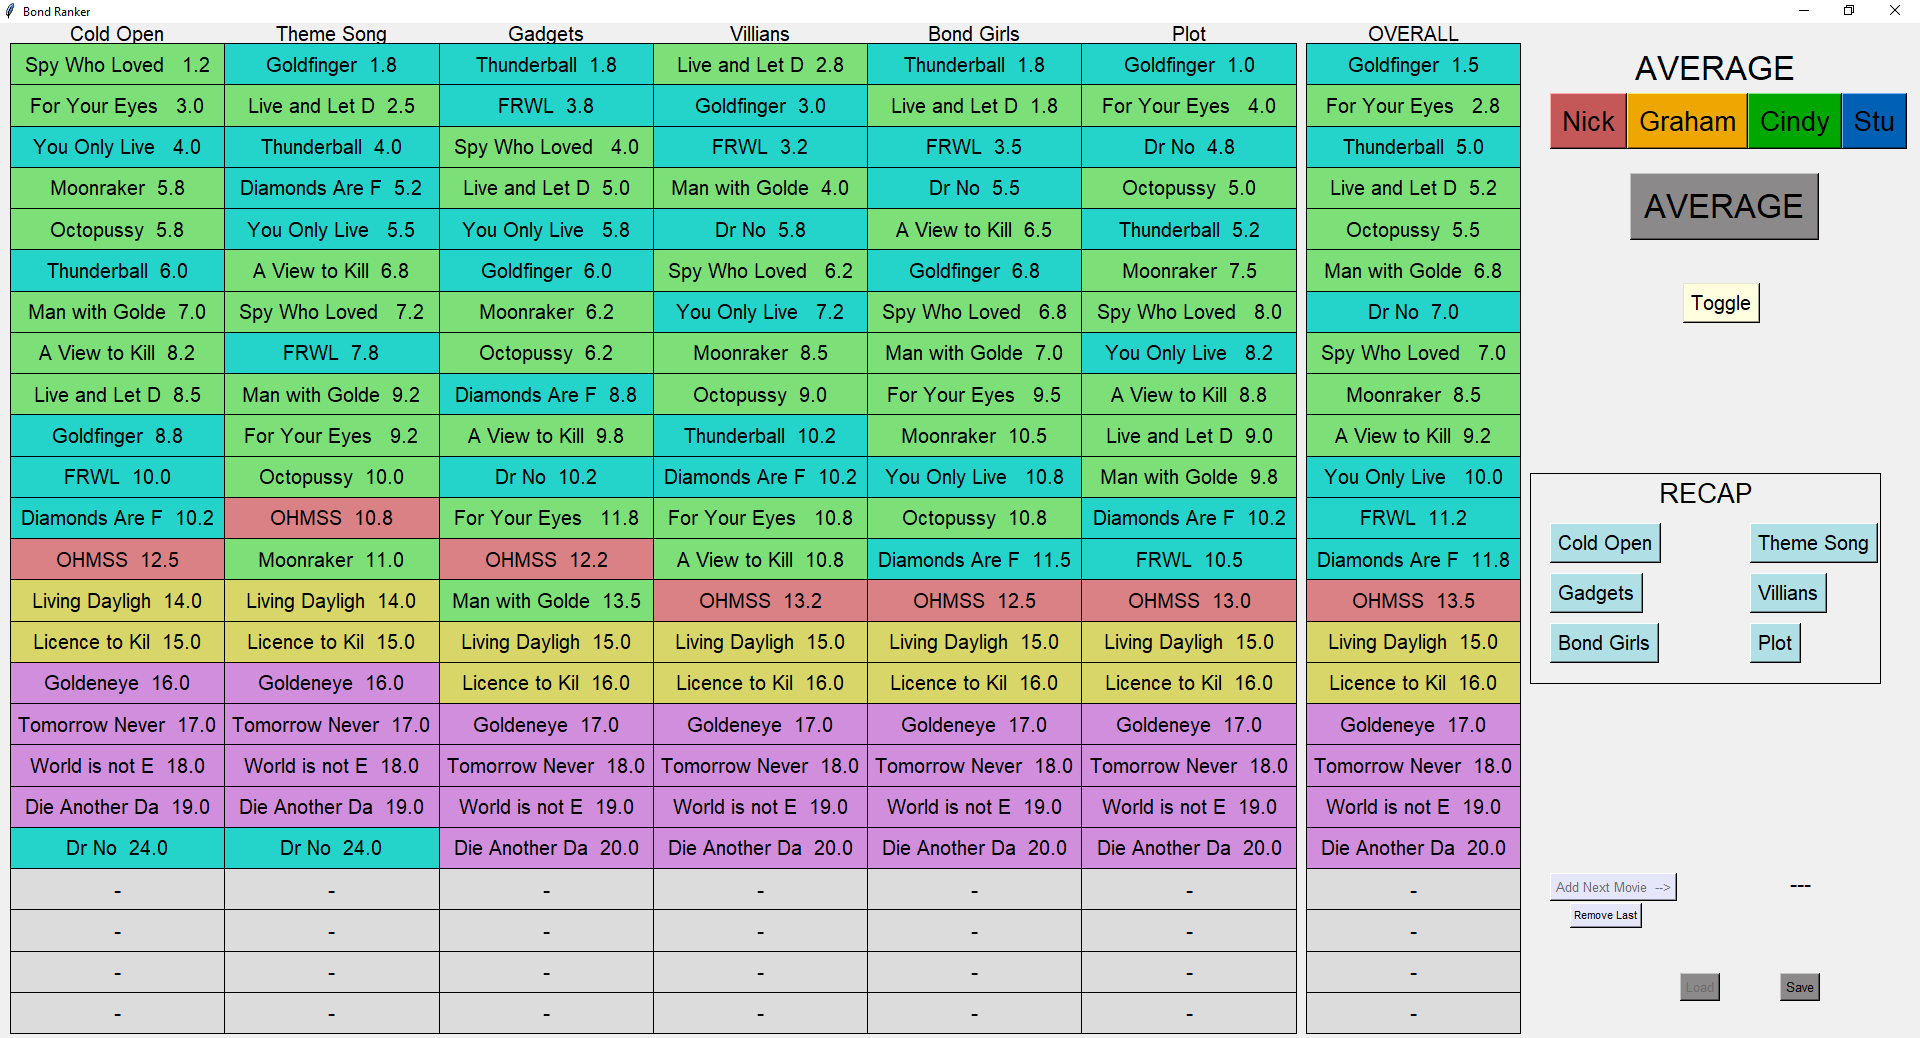 Bond Ranker
Cold Open Theme Song Gadgets Villians Bond Girls Plot OVERALL
Spy Who Loved 1.2 Goldfinger 1.8 Thunderball 1.8 Live and Let D 2.8 Thunderball 1.8 Goldfinger 1.0 Goldfinger 1.5
For Your Eyes 3.0 Live and Let D 2.5 FRWL 3.8 Goldfinger 3.0 Live and Let D 1.8 For Your Eyes 4.0 For Your Eyes 2.8
You Only Live 4.0 Thunderball 4.0 Spy Who Loved 4.0 FRWL 3.2 FRWL 3.5 Dr No 4.8 Thunderball 5.0
Moonraker 5.8 Diamonds Are F 5.2 Live and Let D 5.0 Man with Golde 4.0 Dr No 5.5 Octopussy 5.0 Live and Let D 5.2
Octopussy 5.8 You Only Live 5.5 You Only Live 5.8 Dr No 5.8 A View to Kill 6.5 Thunderball 5.2 Octopussy 5.5
Thunderball 6.0 A View to Kill 6.8 Goldfinger 6.0 Spy Who Loved 6.2 Goldfinger 6.8 Moonraker 7.5 Man with Golde 6.8
Man with Golde 7.0 Spy Who Loved 7.2 Moonraker 6.2 You Only Live 7.2 Spy Who Loved 6.8 Spy Who Loved 8.0 Dr No 7.0
A View to Kill 8.2 FRWL 7.8 Octopussy 6.2 Moonraker 8.5 Man with Golde 7.0 You Only Live 8.2 Spy Who Loved 7.0
Live and Let D 8.5 Man with Golde 9.2 Diamonds Are F 8.8 Octopussy 9.0 For Your Eyes 9.5 A View to Kill 8.8 Moonraker 8.5
Goldfinger 8.8 For Your Eyes 9.2 A View to Kill 9.8 Thunderball 10.2 Moonraker 10.5 Live and Let D 9.0 A View to Kill 9.2
FRWL 10.0 Octopussy 10.0 Dr No 10.2 Diamonds Are F 10.2 You Only Live 10.8 Man with Golde 9.8 You Only Live 10.0
Diamonds Are F 10.2 OHMSS 10.8 For Your Eyes 11.8 For Your Eyes 10.8 Octopussy 10.8 Diamonds Are F 10.2 FRWL 11.2
OHMSS 12.5 Moonraker 11.0 OHMSS 12.2 A View to Kill 10.8 Diamonds Are F 11.5 FRWL 10.5 Diamonds Are F 11.8
Living Dayligh 14.0 Living Dayligh 14.0 Man with Golde 13.5 OHMSS 13.2 OHMSS 12.5 OHMSS 13.0 OHMSS 13.5
Licence to Kil 15.0 Licence to Kil 15.0 Living Dayligh 15.0 Living Dayligh 15.0 Living Dayligh 15.0 Living Dayligh 15.0 Living Dayligh 15.0
Goldeneye 16.0 Goldeneye 16.0 Licence to Kil 16.0 Licence to Kil 16.0 Licence to Kil 16.0 Licence to Kil 16.0 Licence to Kil 16.0
Tomorrow Never 17.0 Tomorrow Never 17.0 Goldeneye 17.0 Goldeneye 17.0 Goldeneye 17.0 Goldeneye 17.0 Goldeneye 17.0
World is not E 18.0 World is not E 18.0 Tomorrow Never 18.0 Tomorrow Never 18.0 Tomorrow Never 18.0 Tomorrow Never 18.0 Tomorrow Never 18.0
Die Another Da 19.0 Die Another Da 19.0 World is not E 19.0 World is not E 19.0 World is not E 19.0 World is not E 19.0 World is not E 19.0
Dr No 24.0 Dr No 24.0 Die Another Da 20.0 Die Another Da 20.0 Die Another Da 20.0 Die Another Da 20.0 Die Another Da 20.0
- - - - - - -
- - - - - - -
- - - - - - -
- - - - - - -
AVERAGE
Nick Graham Cindy Stu
AVERAGE
Toggle
RECAP
Cold Open Theme Song
Gadgets Villians
Bond Girls Plot
Add Next Movie --> ---
Remove Last
Load Save